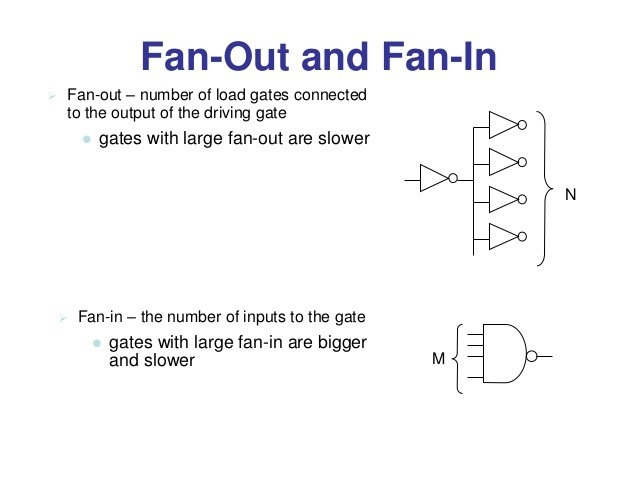 Fan-Out and Fan-In
Fan-out – number of load gates connected
to the output of the driving gate
gates with large fan-out are slower
N
Fan-in – the number of inputs to the gate
gates with large fan-in are bigger
and slower
M